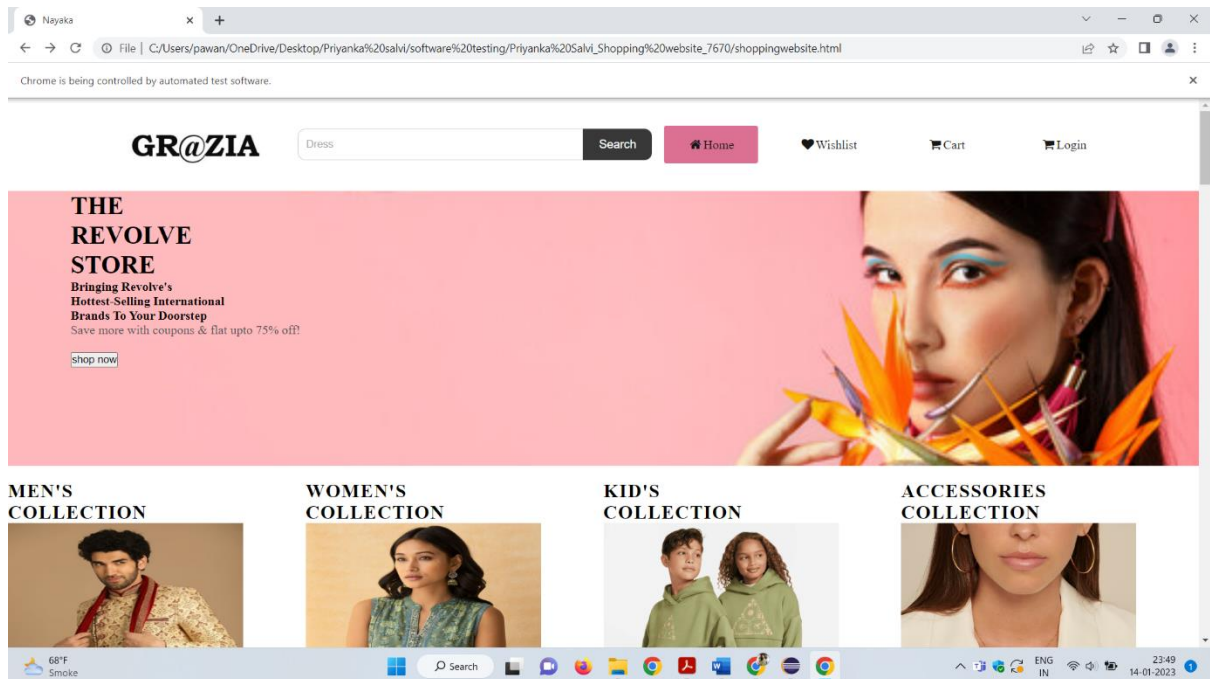 Nayaka
File | C:/Users/pawan/OneDrive/Desktop/Priyanka%20salvi/software%20testing/Priyanka%20Salvi_Shopping%20website_7670/shoppingwebsite.html
Chrome is being controlled by automated test software.
GR@ZIA
Dress
Search
Home
Wishlist
Cart
Login
THE
REVOLVE
STORE
Bringing Revolve's
Hottest-Selling International
Brands To Your Doorstep
Save more with coupons & flat upto 75% off!
shop now
MEN'S
COLLECTION
WOMEN'S
COLLECTION
KID'S
COLLECTION
ACCESSORIES
COLLECTION
68°F
Smoke
Search
ENG
IN
23:49
14-01-2023
1